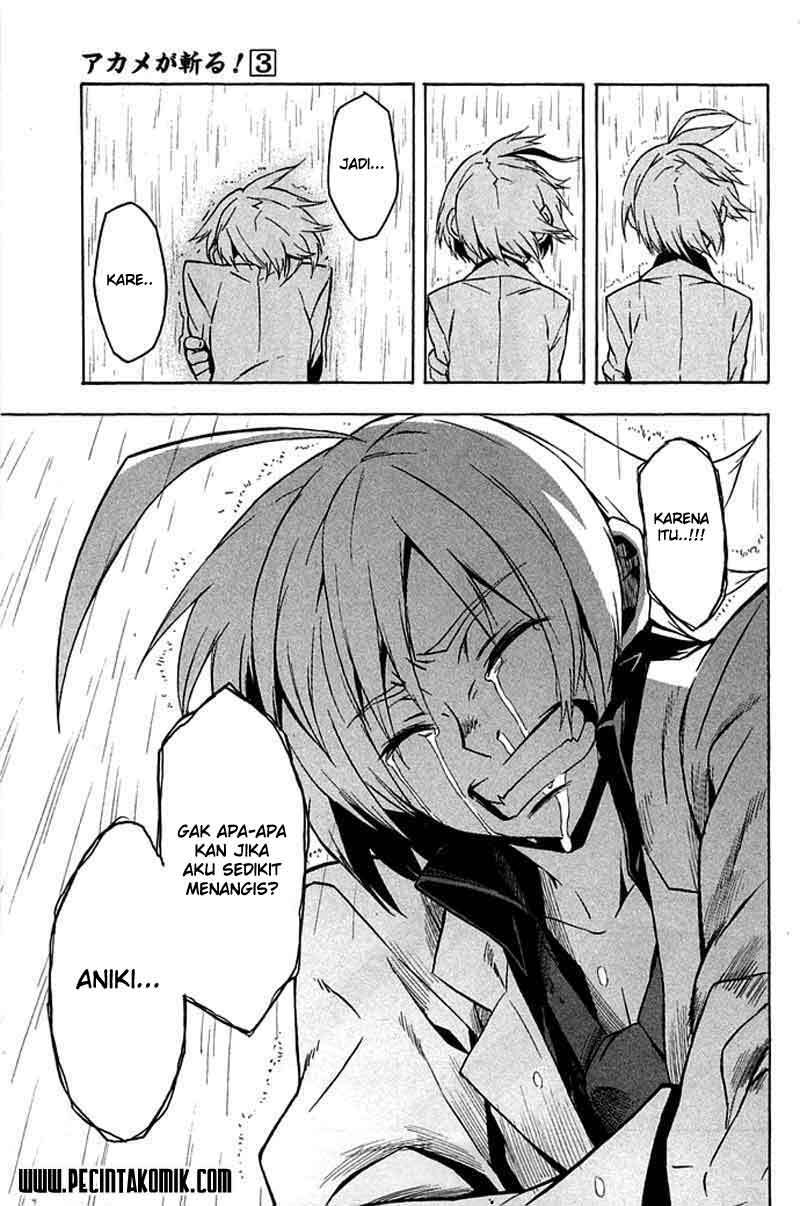 アカメが斬る! 3
JADI...
KARE..
KARENA
ITU..!!!
GAK APA-APA
KAN JIKA
AKU SEDIKIT
MENANGIS?
ANIKI...
WWW.PECINTAKOMIK.COM